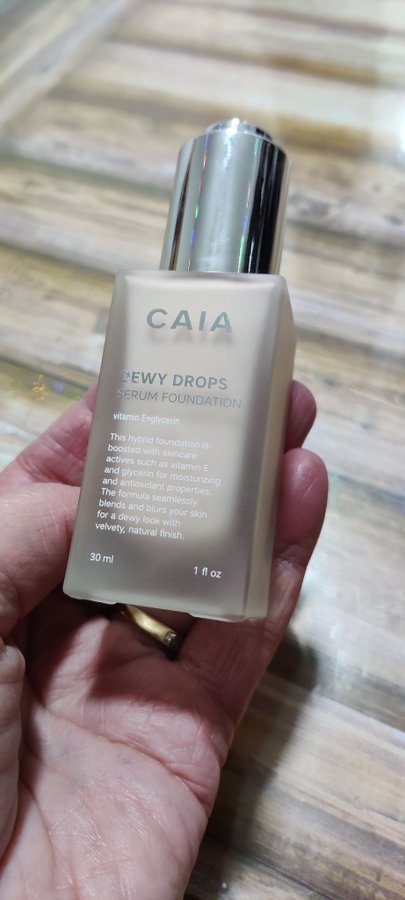 CAIA
DEWY DROPS
SERUM FOUNDATION
vitamin E+glycerin
This hybrid foundation is
boosted with skincare
actives such as vitamin E
and glycerin for moisturizing
and antioxidant properties
The formula seamlessly
blends and blurs your skin
for a dewy look with
velvety, natural finish.
30 ml
1 fl oz